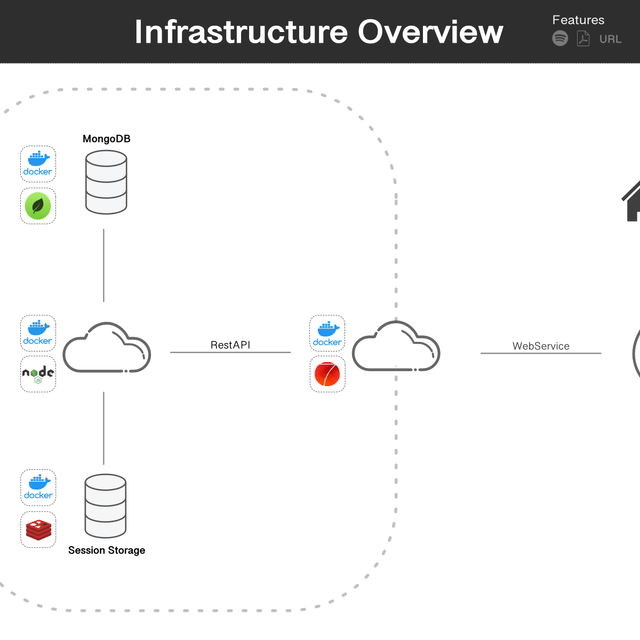 Infrastructure Overview
Features
URL
MongoDB
docker
docker
node
JS
RestAPI
docker
WebService
docker
Session Storage